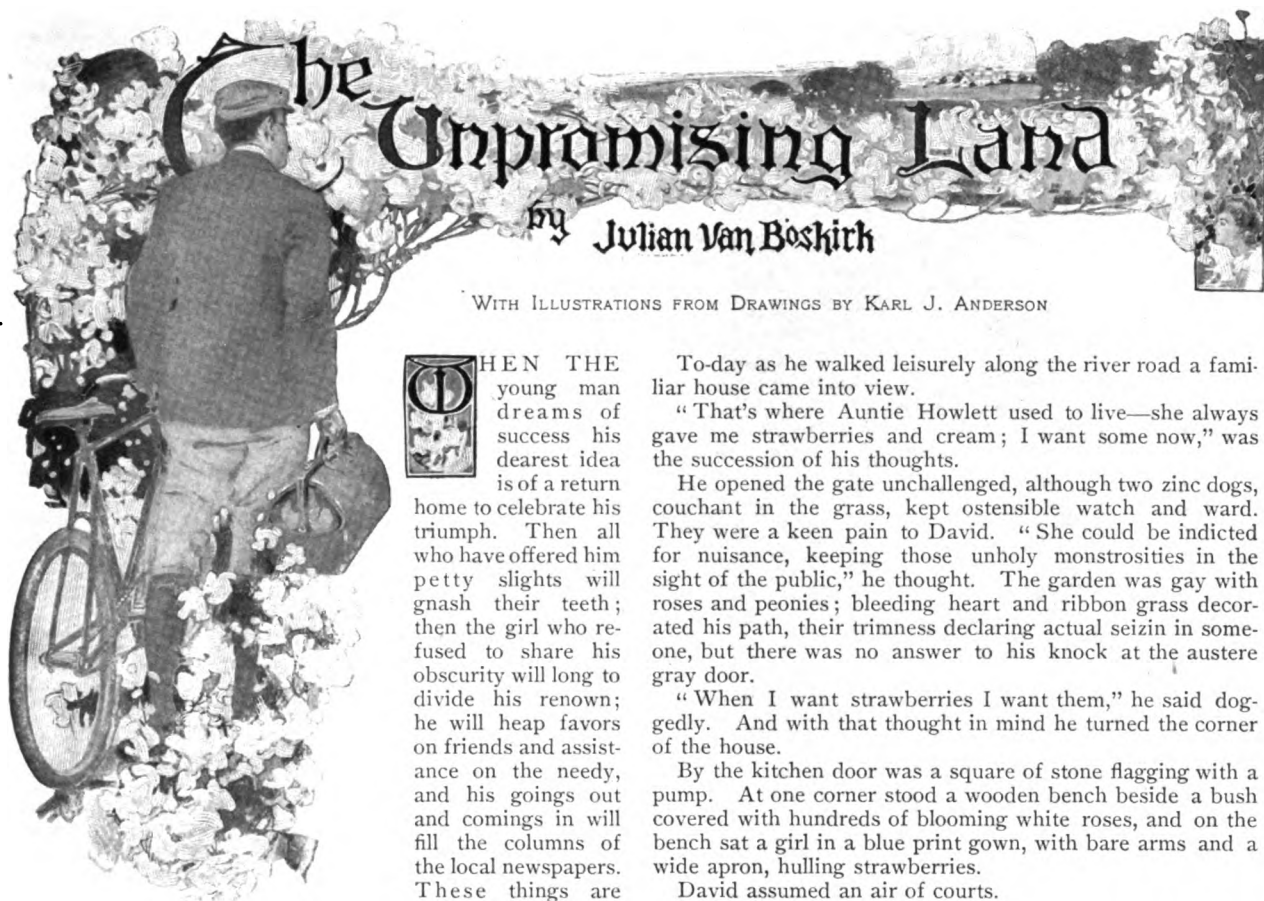 The
Unpromising Land
by Julian Van Boskirk
WITH ILLUSTRATIONS FROM DRAWINGS BY KARL J. ANDERSON
WHEN THE
young man
dreams of
success his
dearest idea
is of a return
home to celebrate his
triumph. Then all
who have offered him
petty slights will
gnash their teeth;
then the girl who re-
fused to share his
obscurity will long to
divide his renown;
he will heap favors
on friends and assist-
ance on the needy,
and his goings out
and comings in will
fill the columns of
the local newspapers.
These things are
To-day as he walked leisurely along the river road a fami-
liar house came into view.
"That's where Auntie Howlett used to live—she always
gave me strawberries and cream; I want some now," was
the succession of his thoughts.
He opened the gate unchallenged, although two zinc dogs,
couchant in the grass, kept ostensible watch and ward.
They were a keen pain to David. "She could be indicted
for nuisance, keeping those unholy monstrosities in the
sight of the public," he thought. The garden was gay with
roses and peonies; bleeding heart and ribbon grass decor-
ated his path, their trimness declaring actual seizin in some-
one, but there was no answer to his knock at the austere
gray door.
"When I want strawberries I want them," he said dog-
gedly. And with that thought in mind he turned the corner
of the house.
By the kitchen door was a square of stone flagging with a
pump. At one corner stood a wooden bench beside a bush
covered with hundreds of blooming white roses, and on the
bench sat a girl in a blue print gown, with bare arms and a
wide apron, hulling strawberries.
David assumed an air of courts.